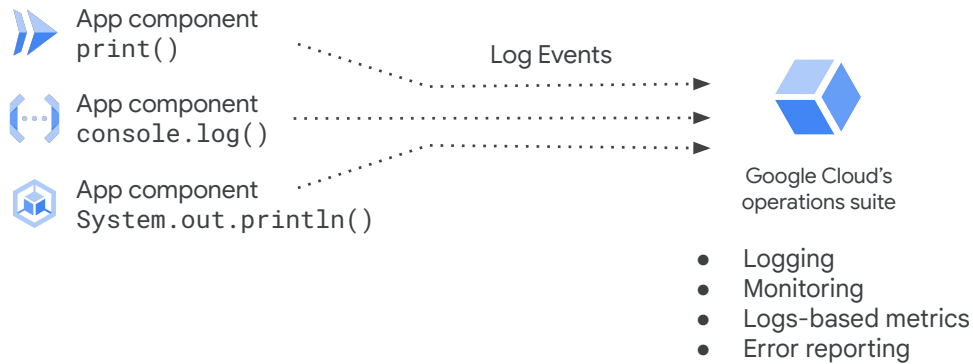 App component
print()
Log Events
App component
console.log()
App component
System.out.println()
Google Cloud's
operations suite
● Logging
● Monitoring
● Logs-based metrics
● Error reporting